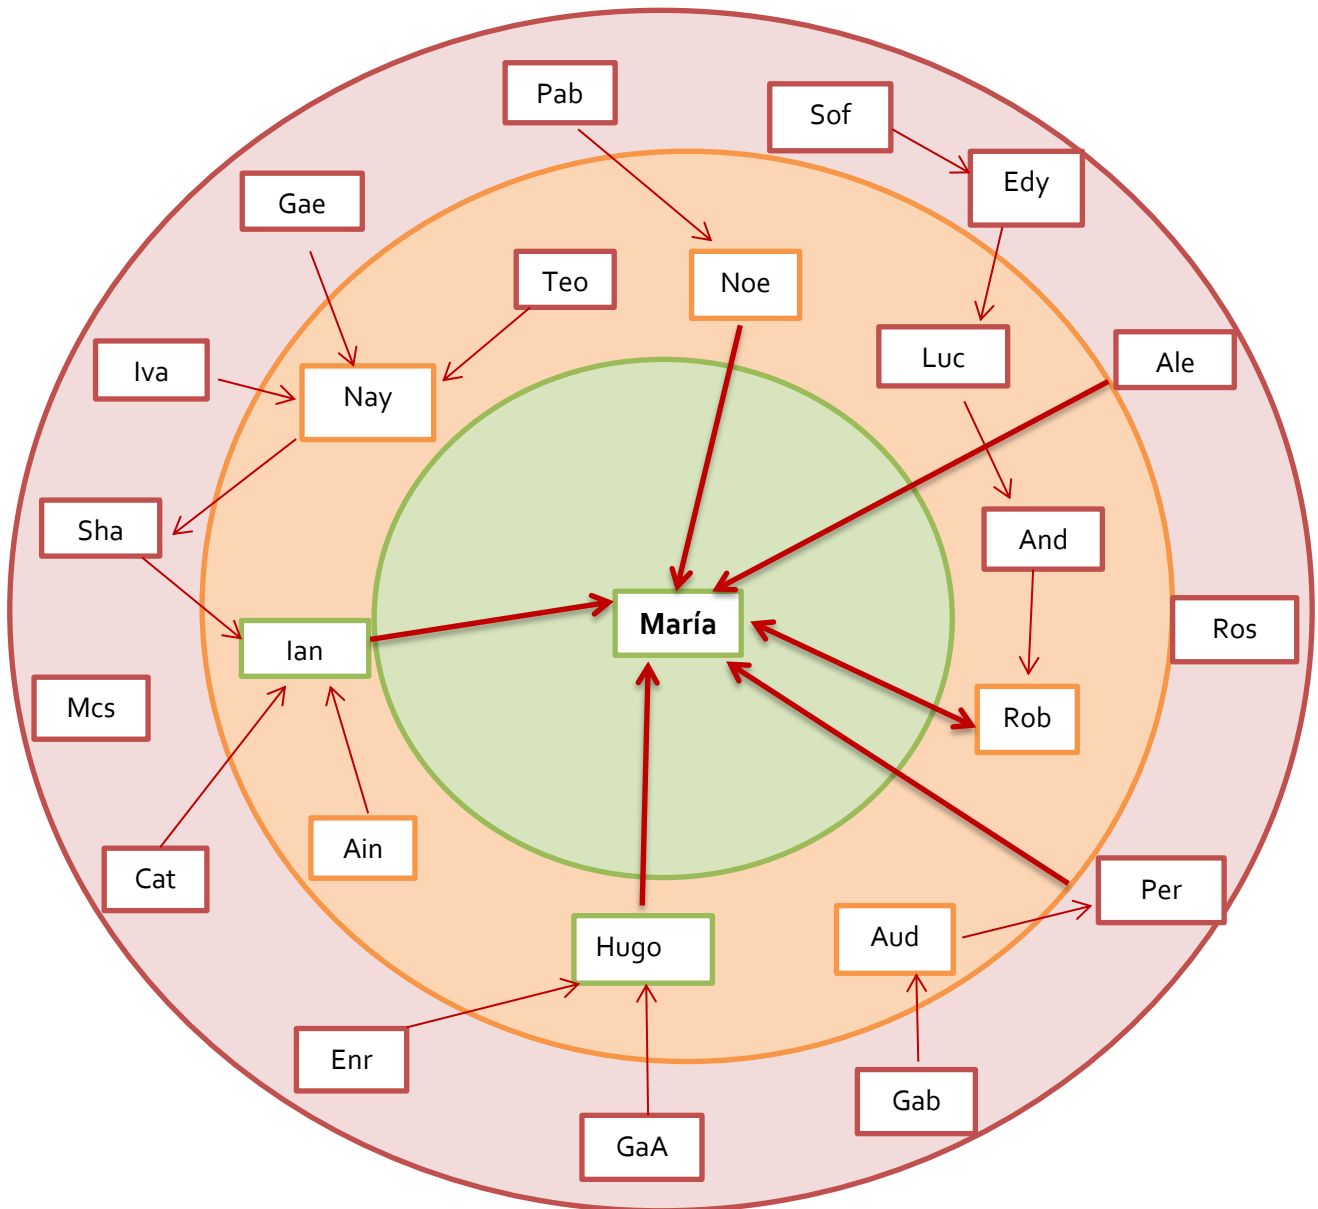 Pab
Sof
Edy
Gae
Teo
Noe
Luc
Ale
Iva
Nay
Sha
And
María
Ros
Ian
Mcs
Rob
Ain
Cat
Per
Aud
Hugo
Enr
Gab
GaA